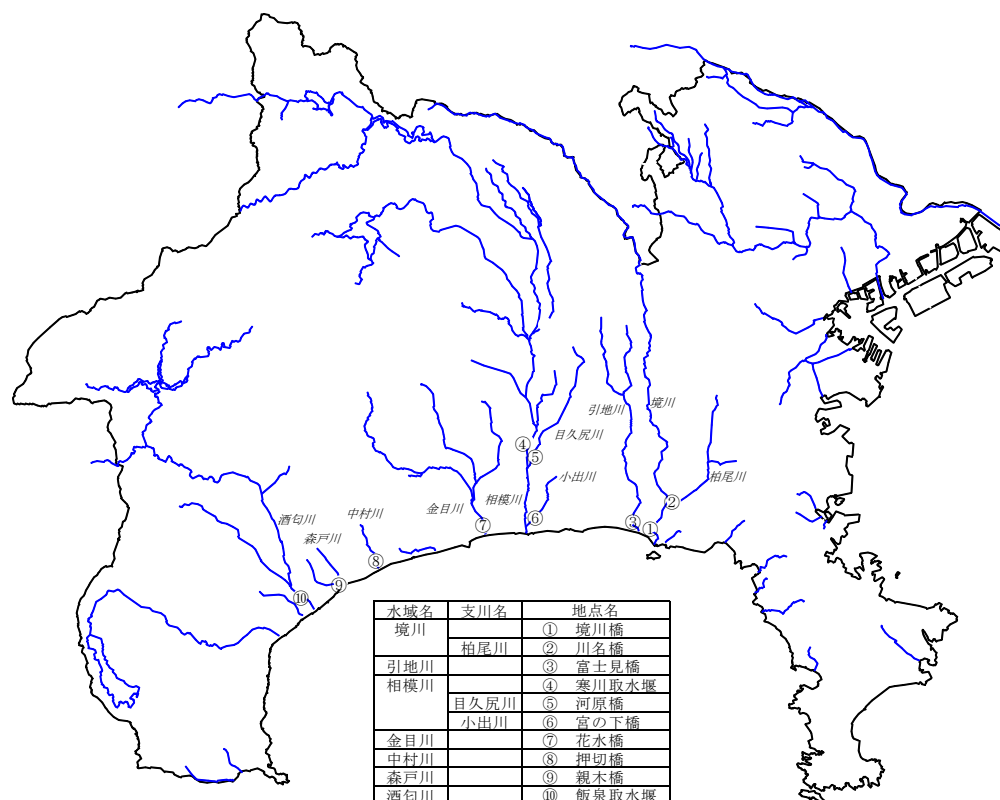 引地川
境川
目久尻川
④
⑤
小出川
柏尾川
相模川
金目川
中村川
酒匂川
森戸川
②
⑥
⑦
③
①
⑧
⑨
⑩
水域名 支川名 地点名
境川 ① 境川橋
柏尾川 ② 川名橋
引地川 ③ 富士見橋
相模川 ④ 寒川取水堰
目久尻川 ⑤ 河原橋
小出川 ⑥ 宮の下橋
金目川 ⑦ 花水橋
中村川 ⑧ 押切橋
森戸川 ⑨ 親木橋
酒匂川 ⑩ 飯泉取水堰